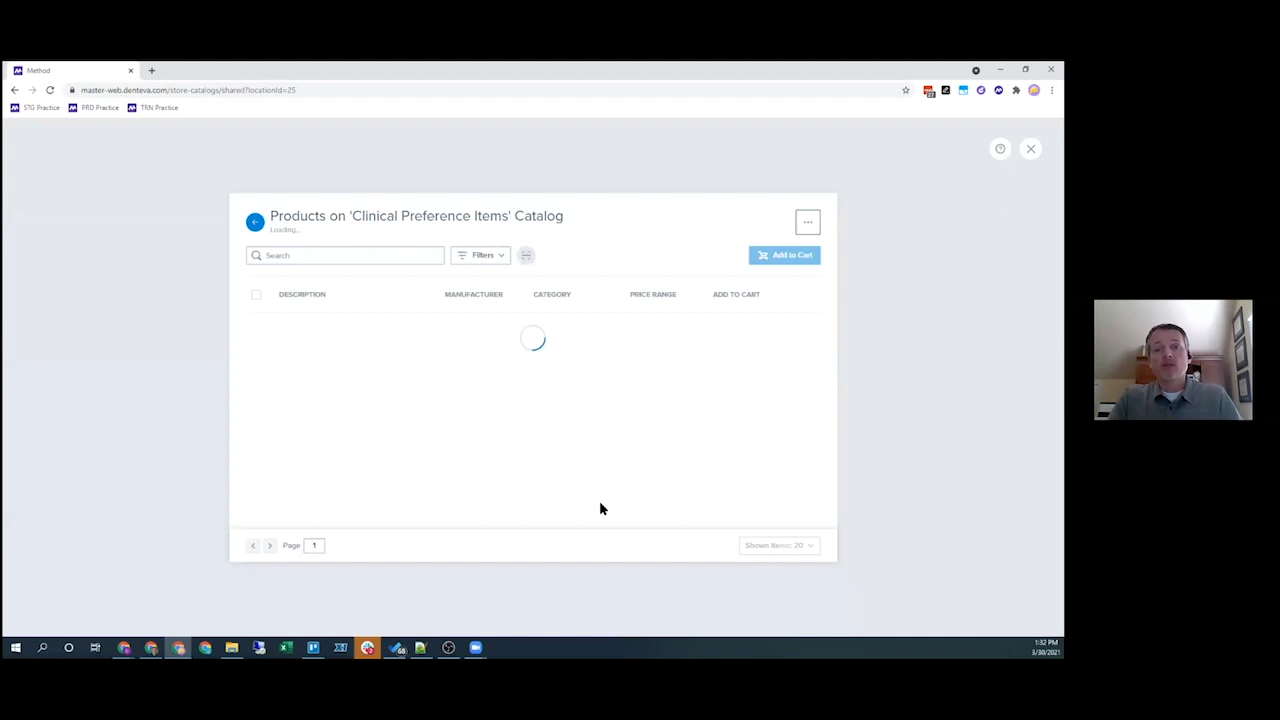 Method
master-web.denteva.com/store-catalogs/shared?locationId=25
STG Practice
PRD Practice
TRN Practice
Products on 'Clinical Preference Items' Catalog
Loading...
Search
Filters
Add to Cart
DESCRIPTION
MANUFACTURER
CATEGORY
PRICE RANGE
ADD TO CART
Page
1
Shown Items: 20
1:32 PM
3/30/2021